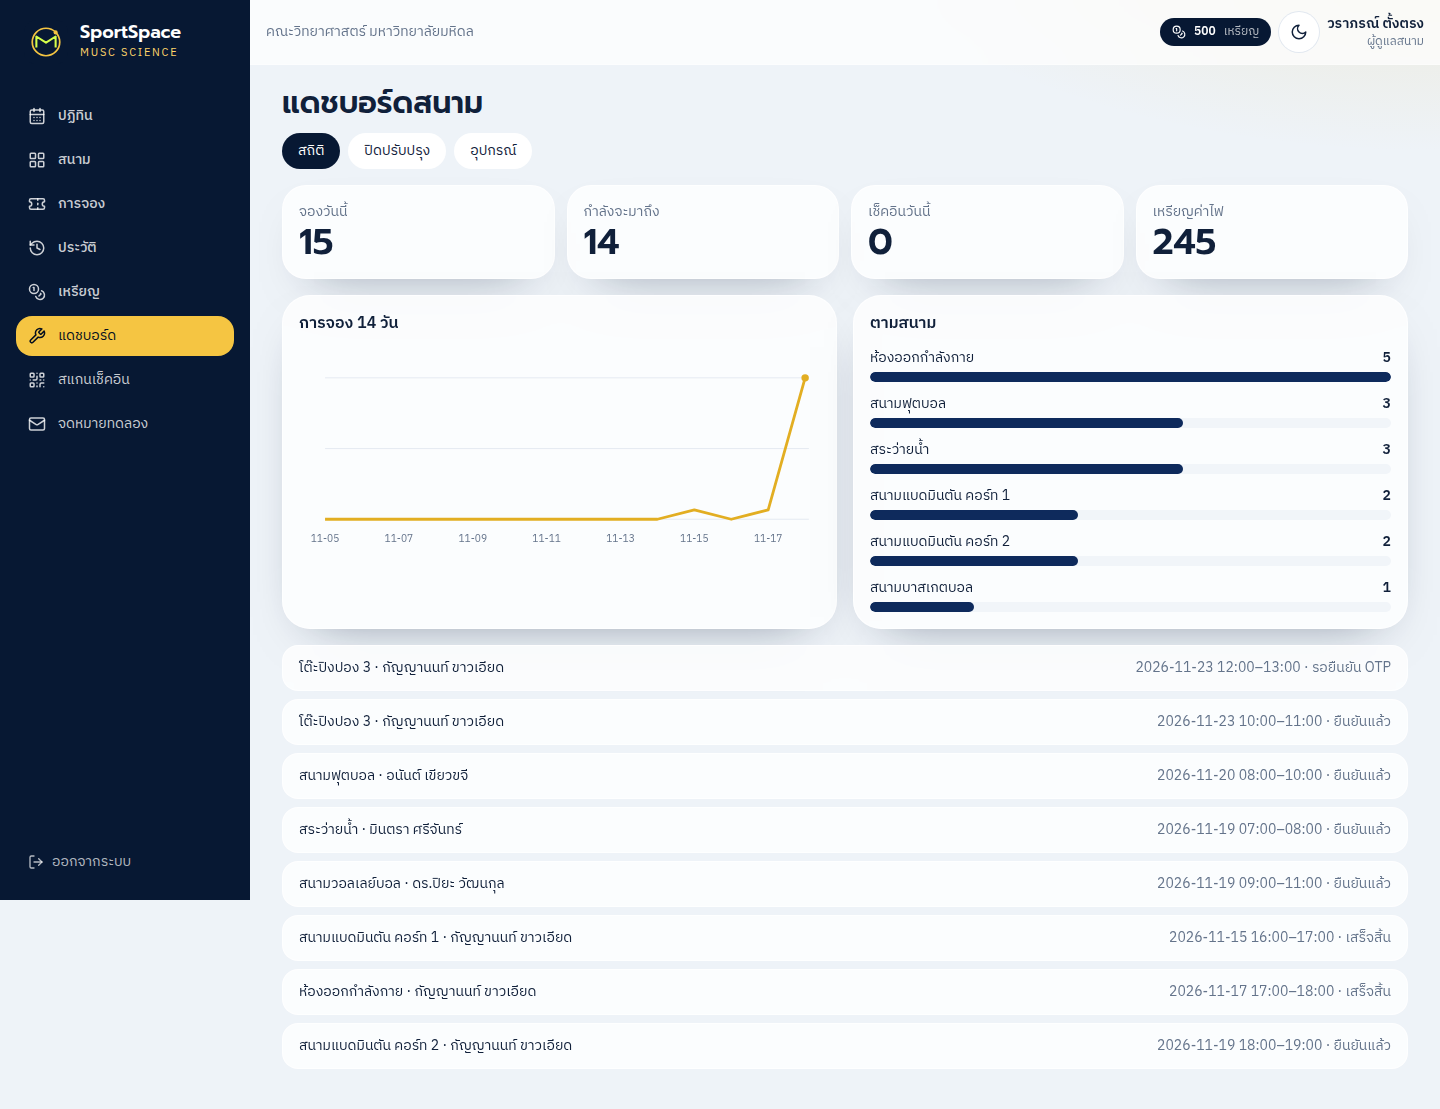 SportSpace
MUSC SCIENCE
ปฏิทิน
สนาม
การจอง
ประวัติ
เหรียญ
แดชบอร์ด
สแกนเช็คอิน
จดหมายทดลอง
ออกจากระบบ
คณะวิทยาศาสตร์ มหาวิทยาลัยมหิดล
500 เหรียญ
วราภรณ์ ตั้งตรง
ผู้ดูแลสนาม
แดชบอร์ดสนาม
สถิติ
ปิดปรับปรุง
อุปกรณ์
จองวันนี้
15
กำลังจะมาถึง
14
เช็คอินวันนี้
0
เหรียญค่าไฟ
245
การจอง 14 วัน
11-05 11-07 11-09 11-11 11-13 11-15 11-17
ตามสนาม
ห้องออกกำลังกาย 5
สนามฟุตบอล 3
สระว่ายน้ำ 3
สนามแบดมินตัน คอร์ท 1 2
สนามแบดมินตัน คอร์ท 2 2
สนามบาสเกตบอล 1
โต๊ะปิงปอง 3 · กัญญานนท์ ขาวเอียด 2026-11-23 12:00–13:00 · รอยืนยัน OTP
โต๊ะปิงปอง 3 · กัญญานนท์ ขาวเอียด 2026-11-23 10:00–11:00 · ยืนยันแล้ว
สนามฟุตบอล · อนันต์ เขียวขจี 2026-11-20 08:00–10:00 · ยืนยันแล้ว
สระว่ายน้ำ · มินตรา ศรีจันทร์ 2026-11-19 07:00–08:00 · ยืนยันแล้ว
สนามวอลเลย์บอล · ดร.ปิยะ วัฒนกุล 2026-11-19 09:00–11:00 · ยืนยันแล้ว
สนามแบดมินตัน คอร์ท 1 · กัญญานนท์ ขาวเอียด 2026-11-15 16:00–17:00 · เสร็จสิ้น
ห้องออกกำลังกาย · กัญญานนท์ ขาวเอียด 2026-11-17 17:00–18:00 · เสร็จสิ้น
สนามแบดมินตัน คอร์ท 2 · กัญญานนท์ ขาวเอียด 2026-11-19 18:00–19:00 · ยืนยันแล้ว